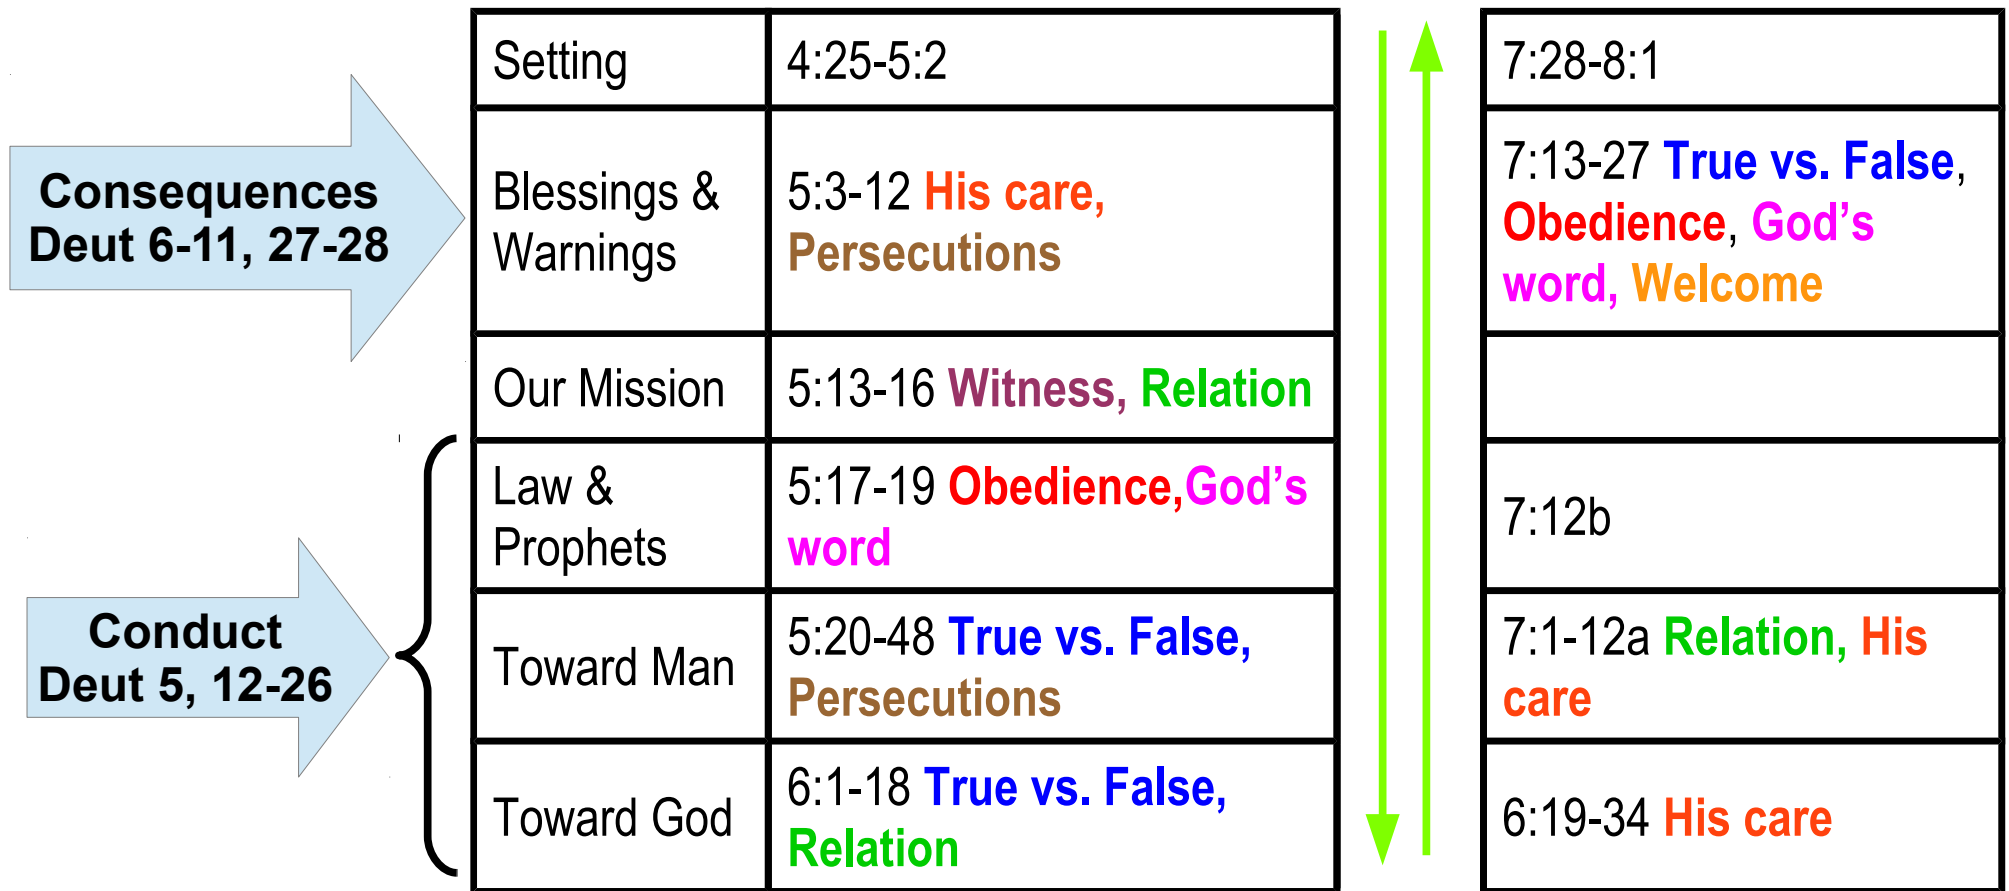 Consequences
Deut 6-11, 27-28
Conduct
Deut 5, 12-26
Setting
4:25-5:2
7:28-8:1
Blessings &
Warnings
5:3-12 His care,
Persecutions
7:13-27 True vs. False,
Obedience, God's
word, Welcome
Our Mission
5:13-16 Witness, Relation
Law &
Prophets
5:17-19 Obedience,God's
word
7:12b
Toward Man
5:20-48 True vs. False,
Persecutions
7:1-12a Relation, His
care
Toward God
6:1-18 True vs. False,
Relation
6:19-34 His care